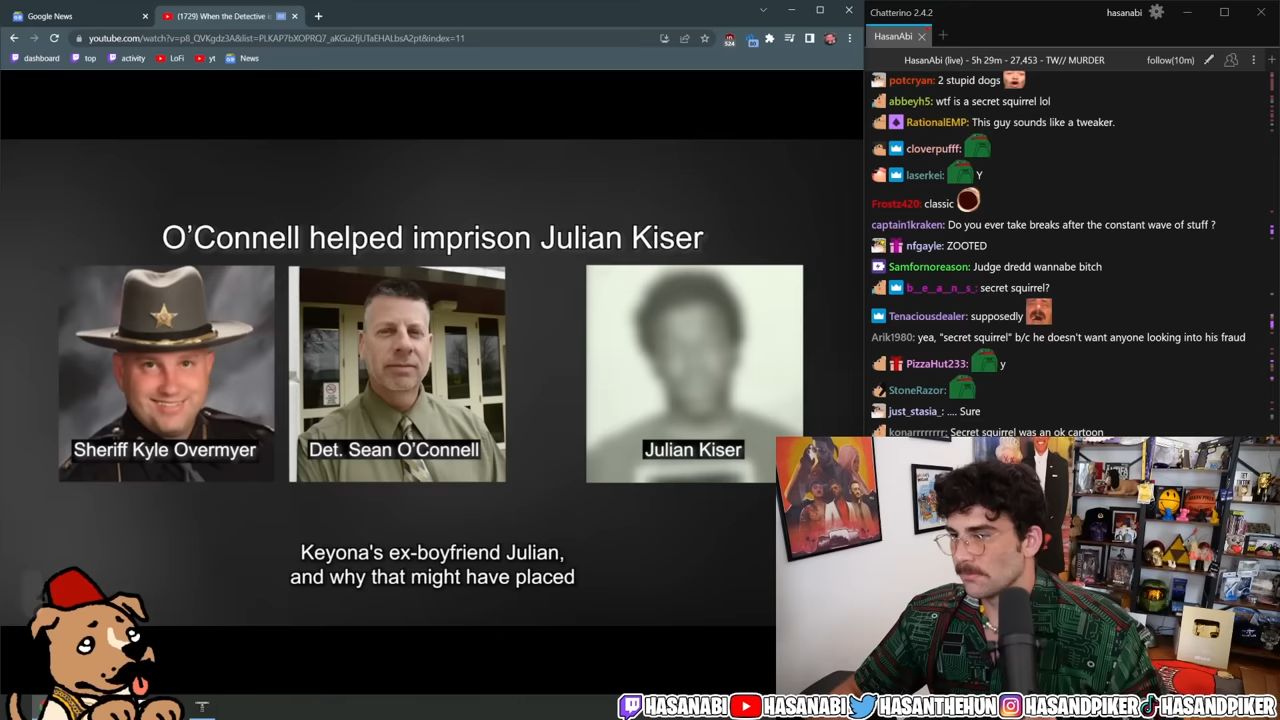 Google News
(1729) When the Detective is
youtube.com/watch?v=p8_QVKgdz3A&list=PLKAP7bXOPRQ7_aKGu2fjUTaEHALbsA2pt&index=11
524
80
dashboard
top
activity
LoFi
yt
News
O'Connell helped imprison Julian Kiser
Sheriff Kyle Overmyer
Det. Sean O'Connell
Julian Kiser
Keyona's ex-boyfriend Julian,
and why that might have placed
Chatterino 2.4.2
hasanabi
HasanAbi
HasanAbi (live) - 5h 29m - 27,453 - TW// MURDER
follow(10m)
potcryan: 2 stupid dogs
abbeyh5: wtf is a secret squirrel lol
RationalEMP: This guy sounds like a tweaker.
cloverpufff:
laserkei: Y
Frostz420: classic
captain1kraken: Do you ever take breaks after the constant wave of stuff ?
nfgayle: ZOOTED
Samfornoreason: Judge dredd wannabe bitch
b__e__a__n__s_: secret squirrel?
Tenaciousdealer: supposedly
Arik1980: yea, "secret squirrel" b/c he doesn't want anyone looking into his fraud
PizzaHut233: y
StoneRazor:
just_stasia_: .... Sure
konarrrrrrr: Secret squirrel was an ok cartoon
HASANABI HASANABI HASANTHEHUN HASANDPIKER HASANDPIKER